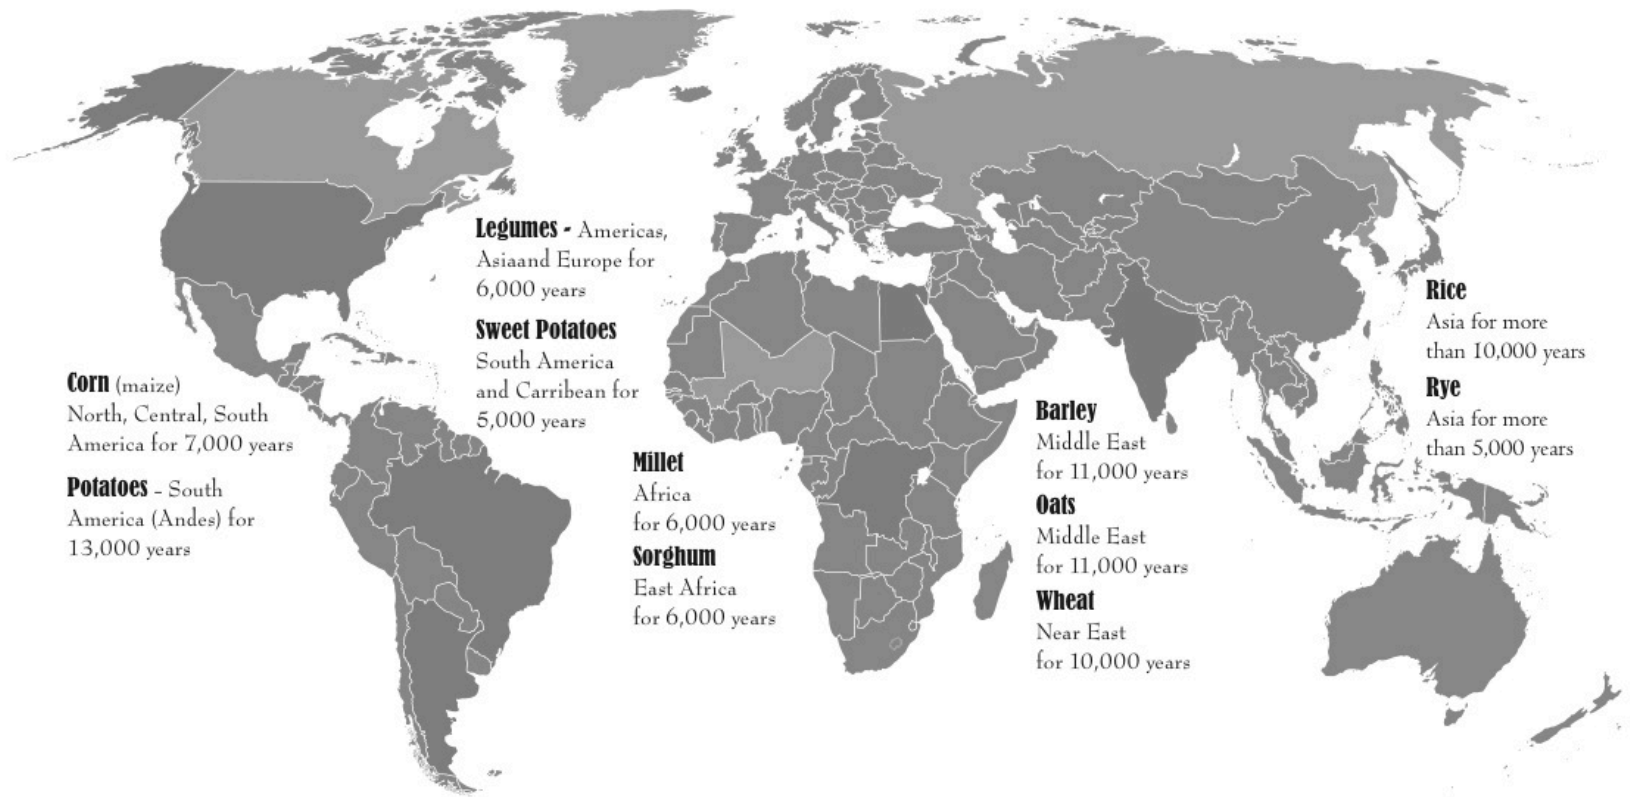 Legumes - Americas,
Asiaand Europe for
6,000 years
Sweet Potatoes
South America
and Carribean for
5,000 years
Corn (maize)
North, Central, South
America for 7,000 years
Potatoes - South
America (Andes) for
13,000 years
Millet
Africa
for 6,000 years
Sorghum
East Africa
for 6,000 years
Barley
Middle East
for 11,000 years
Oats
Middle East
for 11,000 years
Wheat
Near East
for 10,000 years
Rice
Asia for more
than 10,000 years
Rye
Asia for more
than 5,000 years